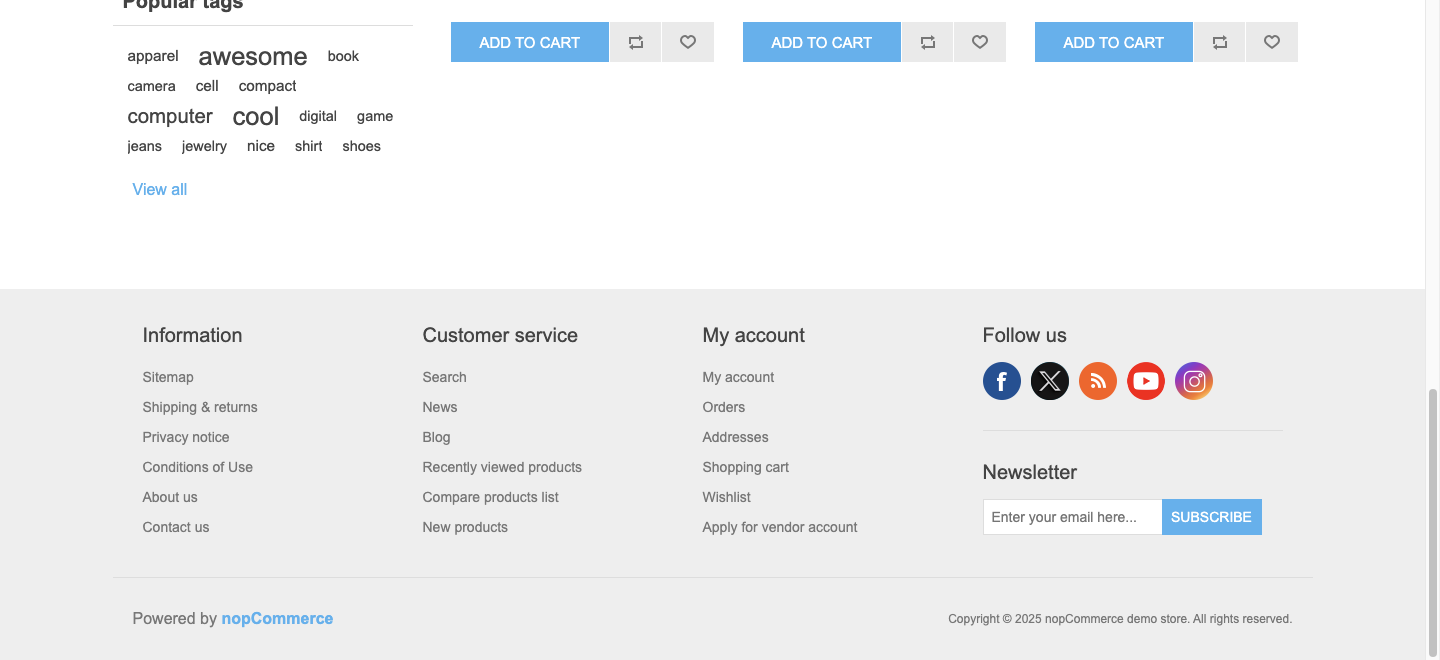 Popular tags
ADD TO CART ADD TO CART ADD TO CART
apparel awesome book
camera cell compact
computer cool digital game
jeans jewelry nice shirt shoes
View all
Information
Sitemap
Shipping & returns
Privacy notice
Conditions of Use
About us
Contact us
Customer service
Search
News
Blog
Recently viewed products
Compare products list
New products
My account
My account
Orders
Addresses
Shopping cart
Wishlist
Apply for vendor account
Follow us
Newsletter
Enter your email here... SUBSCRIBE
Powered by nopCommerce
Copyright © 2025 nopCommerce demo store. All rights reserved.